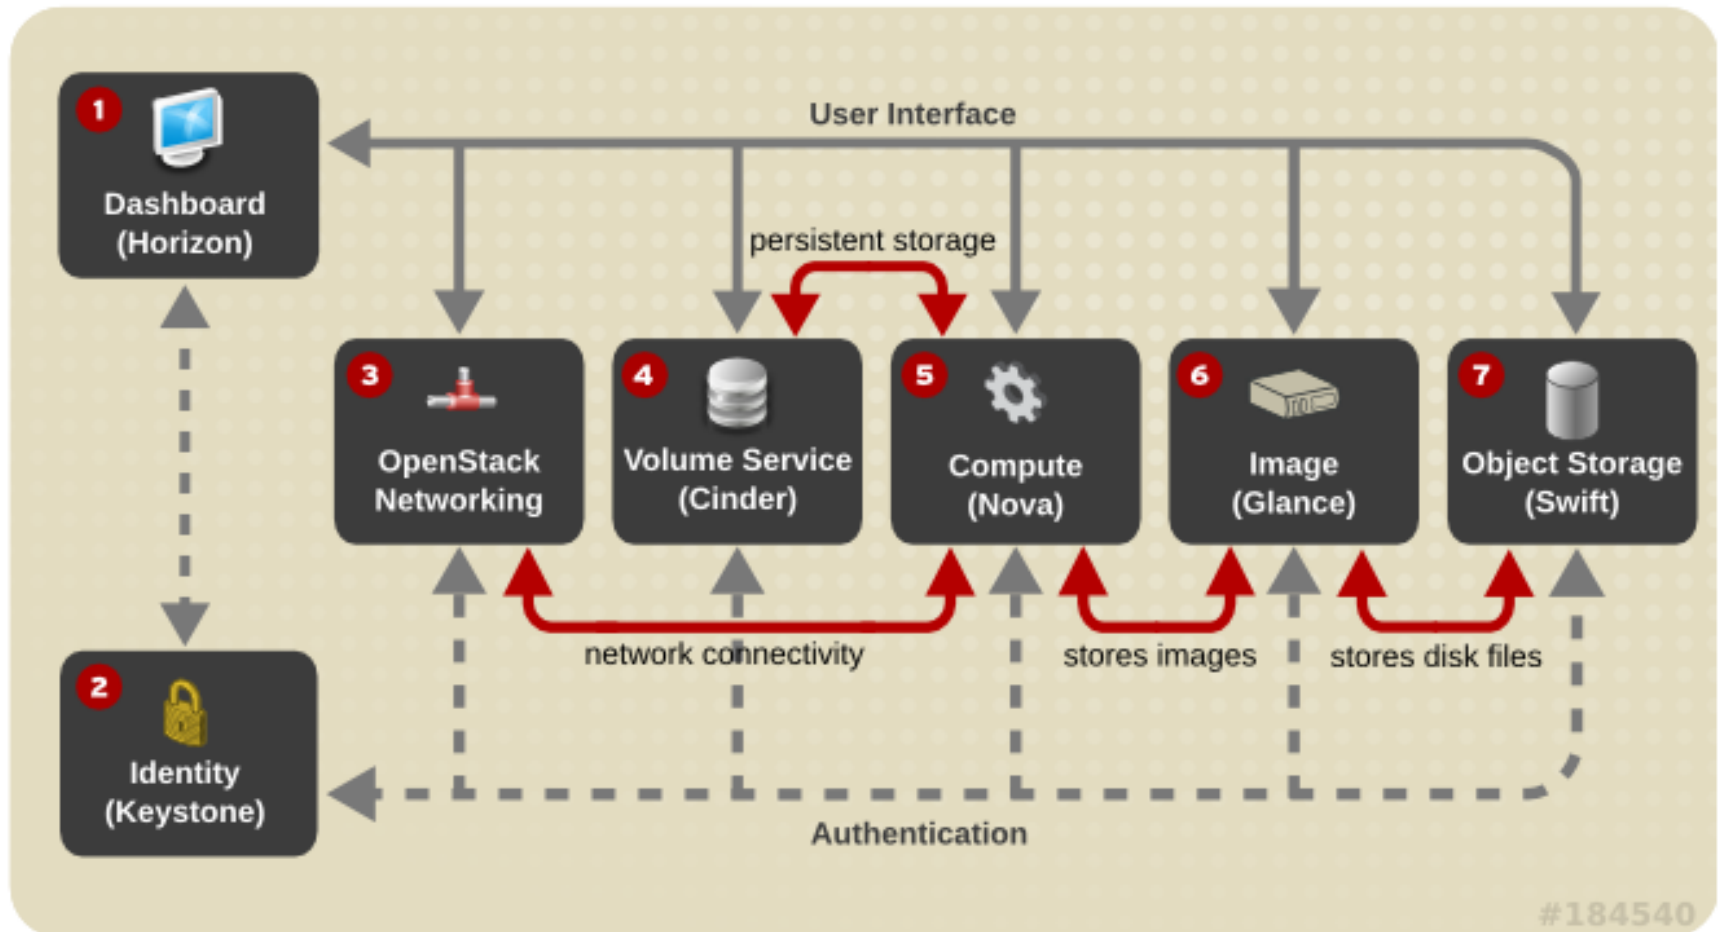 1
Dashboard
(Horizon)
User Interface
persistent storage
3
OpenStack
Networking
4
Volume Service
(Cinder)
5
Compute
(Nova)
6
Image
(Glance)
7
Object Storage
(Swift)
network connectivity
stores images
stores disk files
2
Identity
(Keystone)
Authentication
#184540